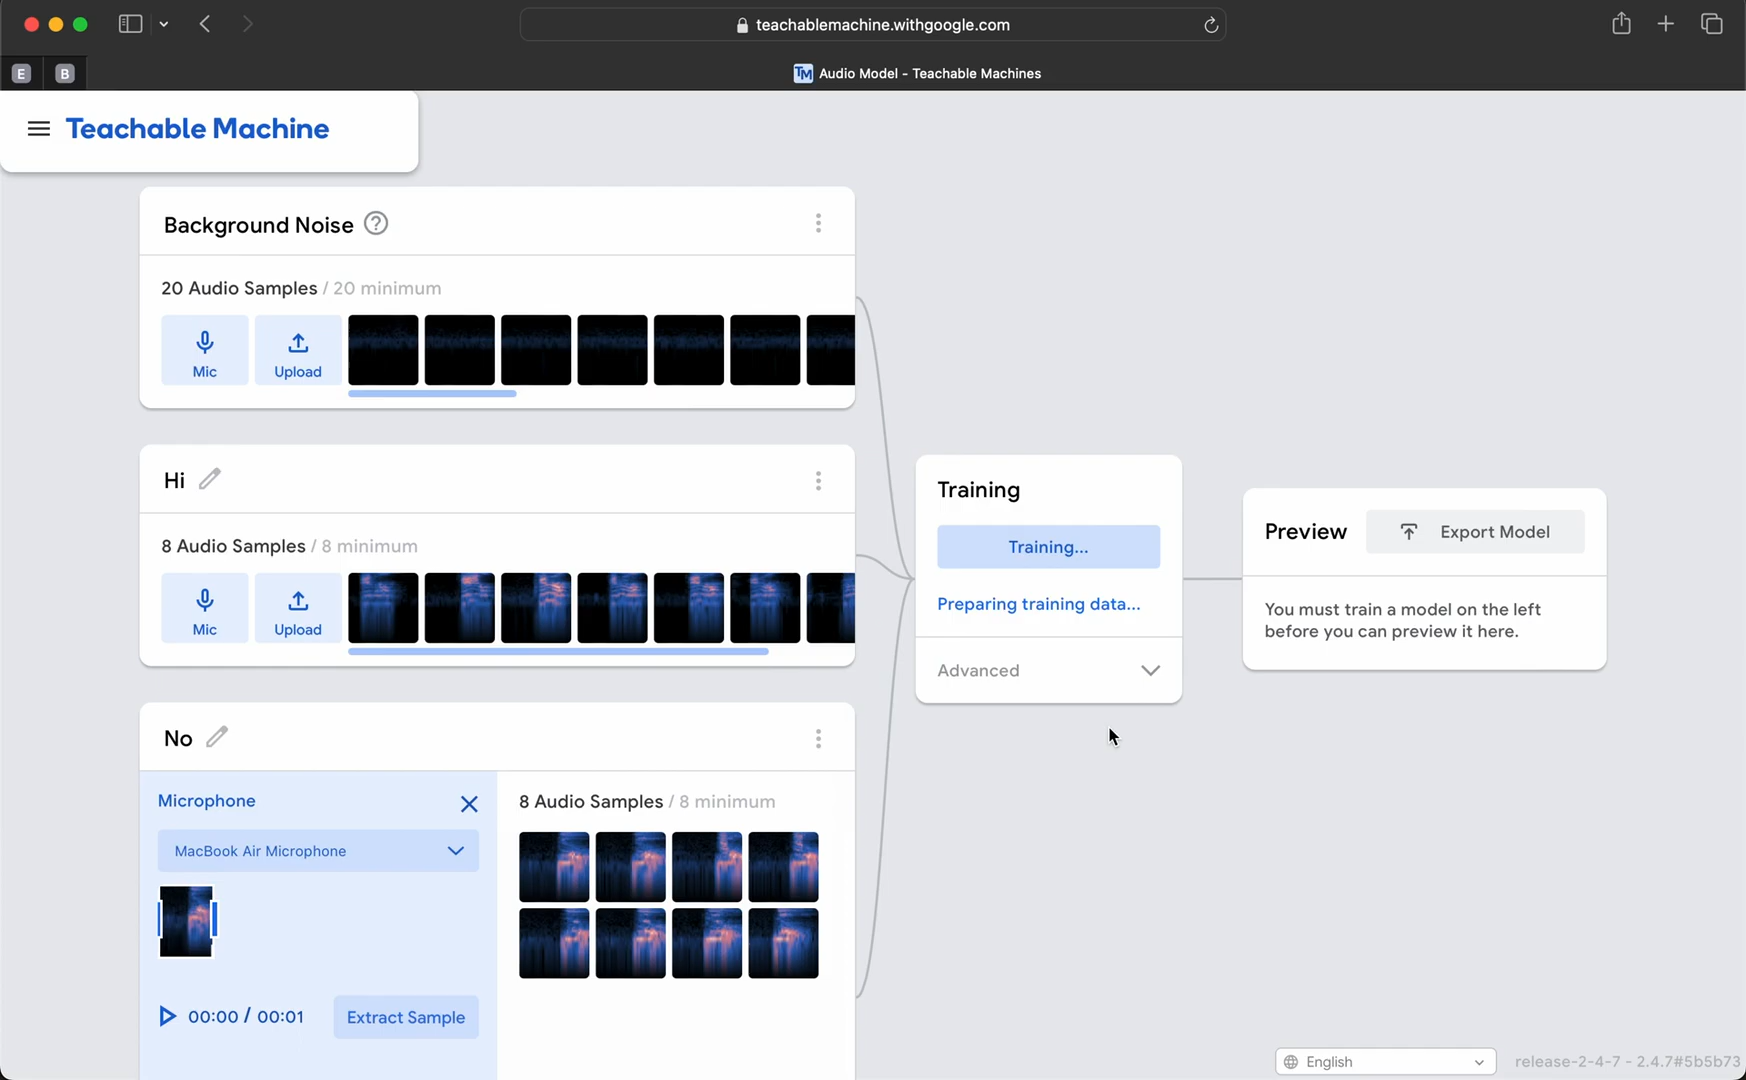 teachablemachine.withgoogle.com
E
B
TM Audio Model - Teachable Machines
Teachable Machine
Background Noise ?
20 Audio Samples / 20 minimum
Mic
Upload
Hi
8 Audio Samples / 8 minimum
Mic
Upload
No
Microphone
MacBook Air Microphone
00:00 / 00:01
Extract Sample
8 Audio Samples / 8 minimum
Training
Training...
Preparing training data...
Advanced
Preview
Export Model
You must train a model on the left
before you can preview it here.
English
release-2-4-7 - 2.4.7#5b5b73